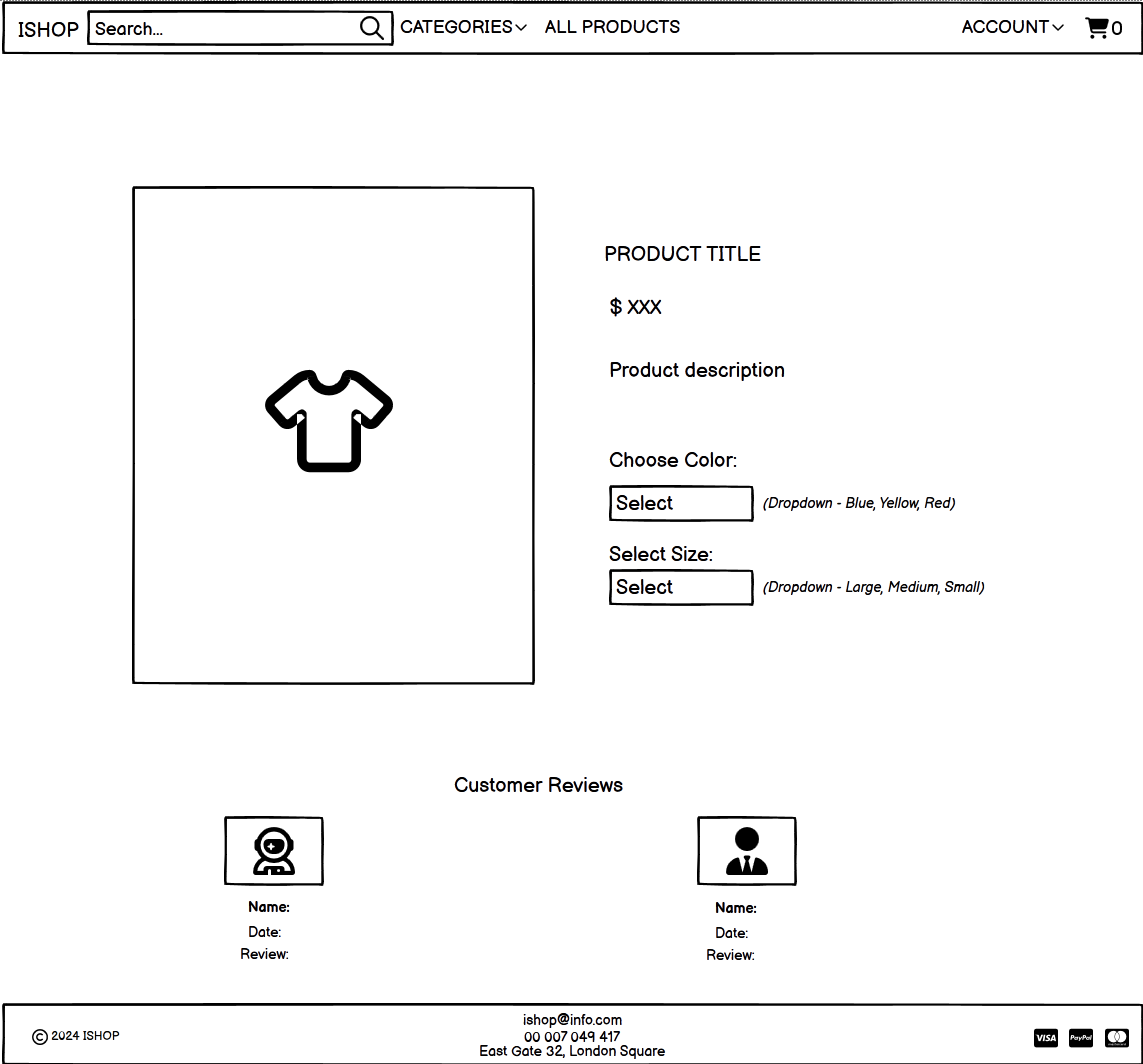 ISHOP Search... CATEGORIES ALL PRODUCTS ACCOUNT 0
PRODUCT TITLE
$ XXX
Product description
Choose Color:
Select (Dropdown - Blue, Yellow, Red)
Select Size:
Select (Dropdown - Large, Medium, Small)
Customer Reviews
Name:
Date:
Review:
Name:
Date:
Review:
© 2024 ISHOP
ishop@info.com
00 007 049 417
East Gate 32, London Square
VISA PayPal mastercard